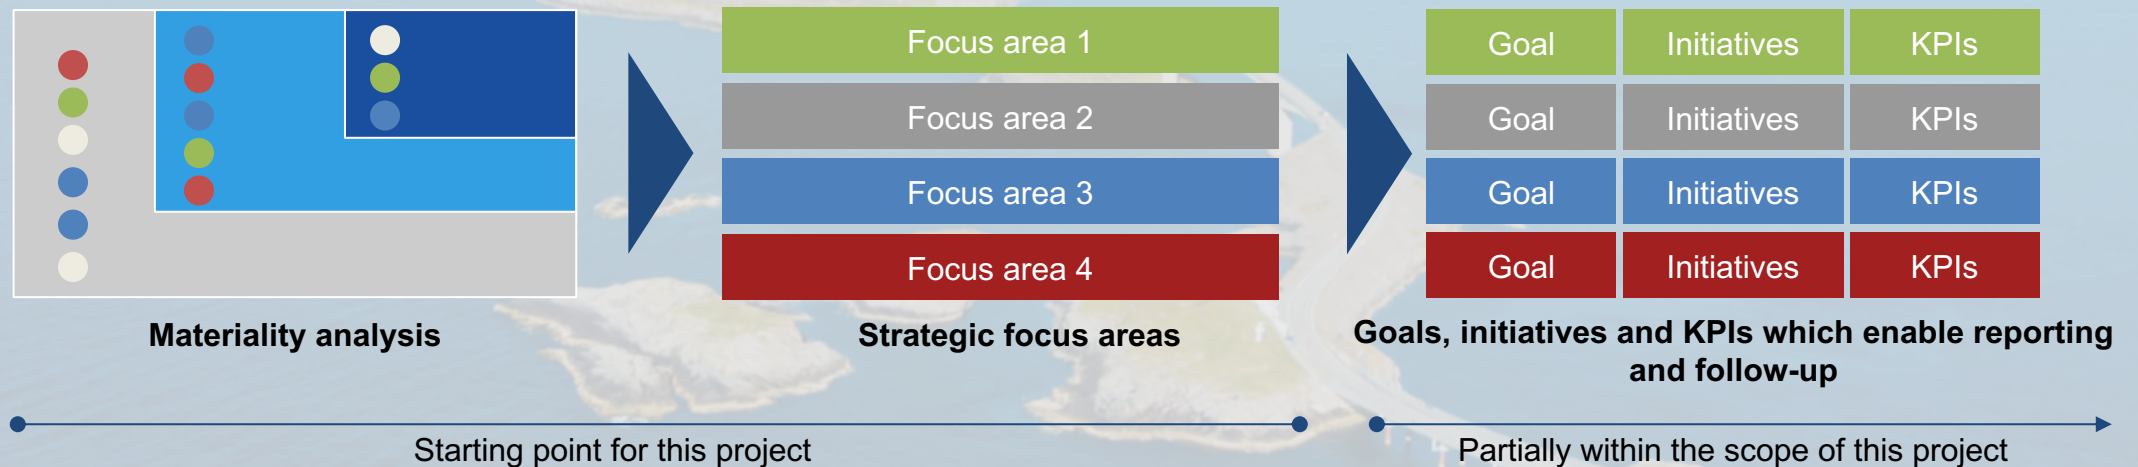 Focus area 1
Focus area 2
Focus area 3
Focus area 4
Goal Initiatives KPIs
Goal Initiatives KPIs
Goal Initiatives KPIs
Goal Initiatives KPIs
Materiality analysis
Strategic focus areas
Goals, initiatives and KPIs which enable reporting
and follow-up
Starting point for this project
Partially within the scope of this project